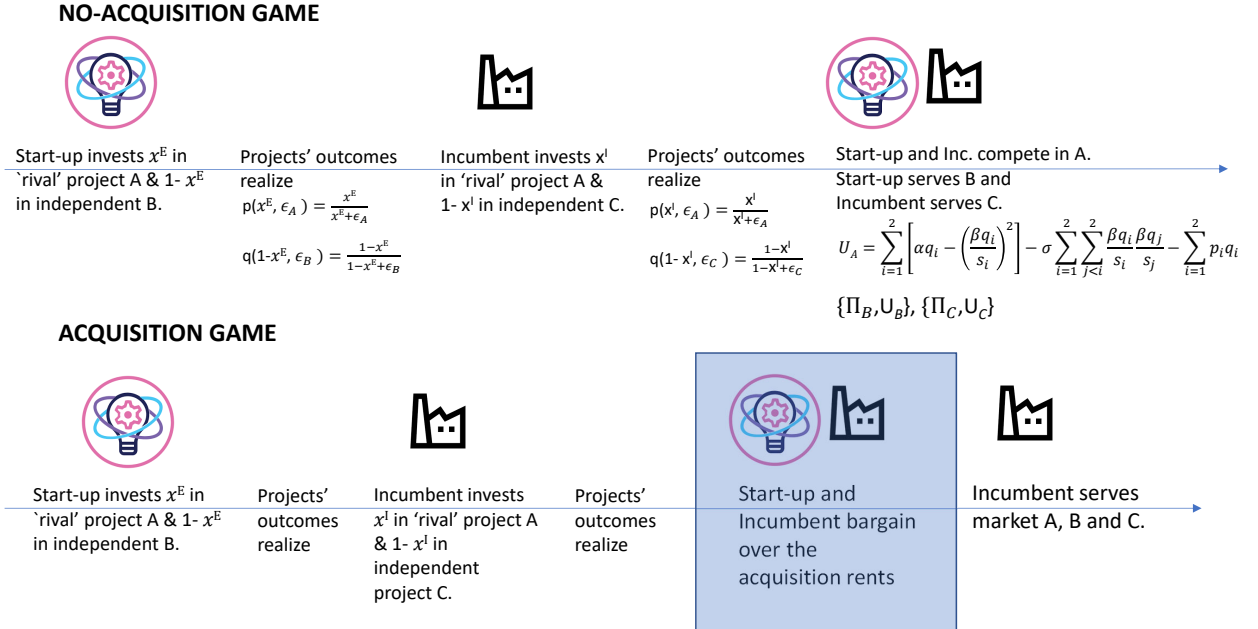 NO-ACQUISITION GAME
Start-up invests x^E in
`rival' project A & 1- x^E
in independent B.
Projects' outcomes
realize
p(x^E, ϵ_A ) = x^E/(x^E+ϵ_A)
q(1-x^E, ϵ_B ) = (1−x^E)/(1−x^E+ϵ_B)
Incumbent invests x^I
in 'rival' project A &
1- x^I in independent C.
Projects' outcomes
realize
p(x^I, ϵ_A ) = x^I/(x^I+ϵ_A)
q(1- x^I, ϵ_C ) = (1−x^I)/(1−x^I+ϵ_C)
Start-up and Inc. compete in A.
Start-up serves B and
Incumbent serves C.
U_A = ∑_{i=1}^{2} [αq_i − (βq_i/s_i)^2] − σ ∑_{i=1}^{2} ∑_{j<i}^{2} βq_i/s_i βq_j/s_j − ∑_{i=1}^{2} p_i q_i
{Π_B,U_B}, {Π_C,U_C}
ACQUISITION GAME
Start-up invests x^E in
`rival' project A & 1- x^E
in independent B.
Projects'
outcomes
realize
Incumbent invests
x^I in 'rival' project A
& 1- x^I in
independent
project C.
Projects'
outcomes
realize
Start-up and
Incumbent bargain
over the
acquisition rents
Incumbent serves
market A, B and C.